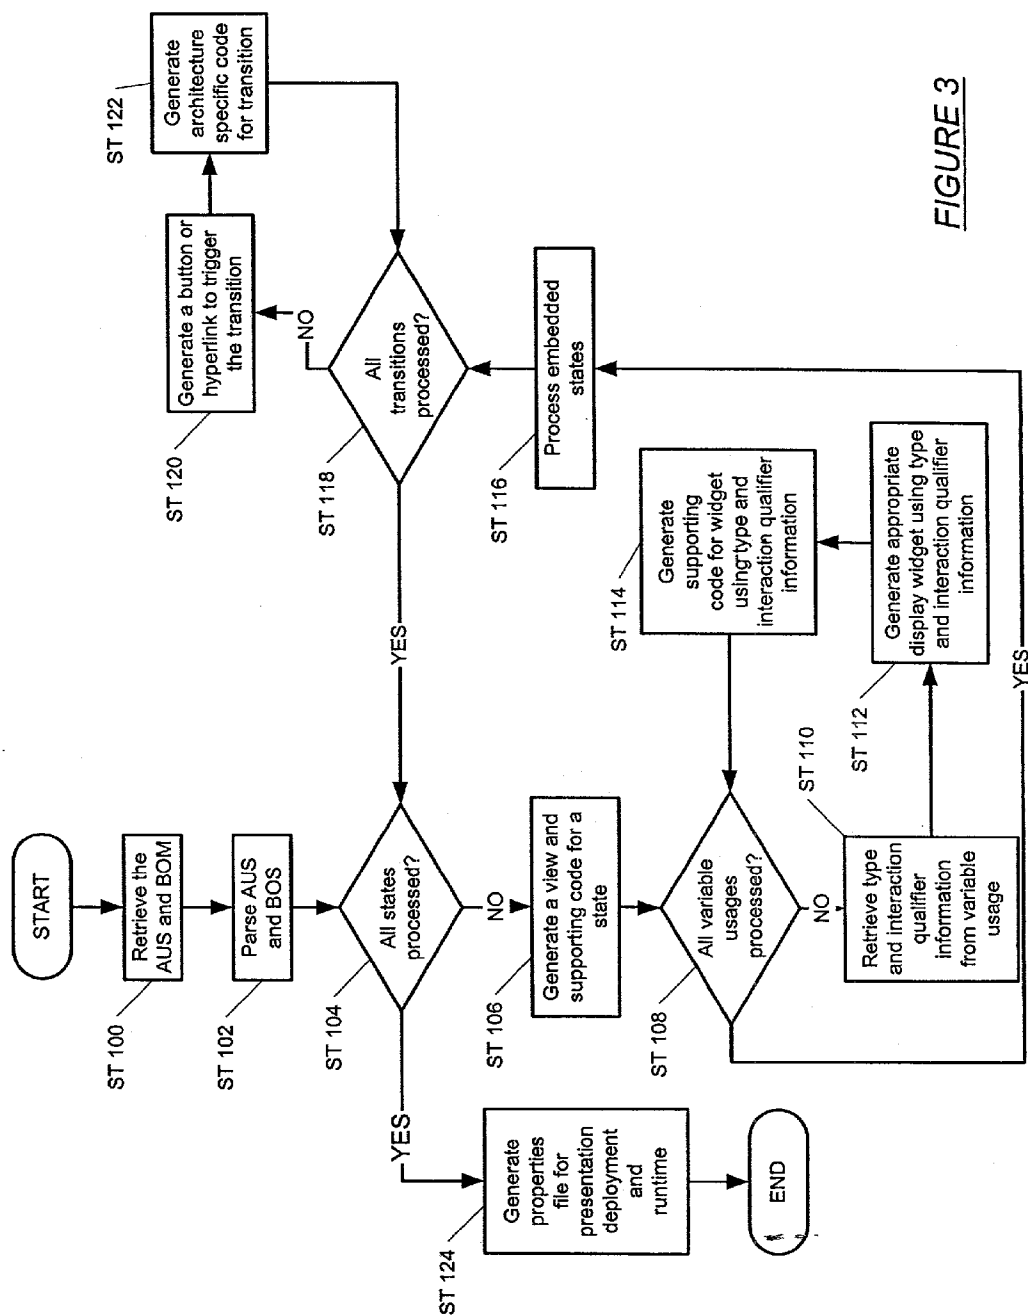 START
Retrieve the
AUS and BOM
ST 100
Parse AUS
and BOS
ST 102
All states
processed?
ST 104
YES
NO
Generate a view and
supporting code for a
state
ST 106
All variable
usages
processed?
ST 108
NO
YES
Retrieve type
and interaction
qualifier
information
from variable
usage
ST 110
Generate appropriate
display widget using type
and interaction qualifier
information
ST 112
Generate
supporting
code for widget
using type and
interaction qualifier
information
ST 114
Process embedded
states
ST 116
All
transitions
processed?
ST 118
YES
NO
Generate a button or
hyperlink to trigger
the transition
ST 120
Generate
architecture
specific code
for transition
ST 122
Generate
properties
file for
presentation
deployment
and
runtime
ST 124
END
FIGURE 3